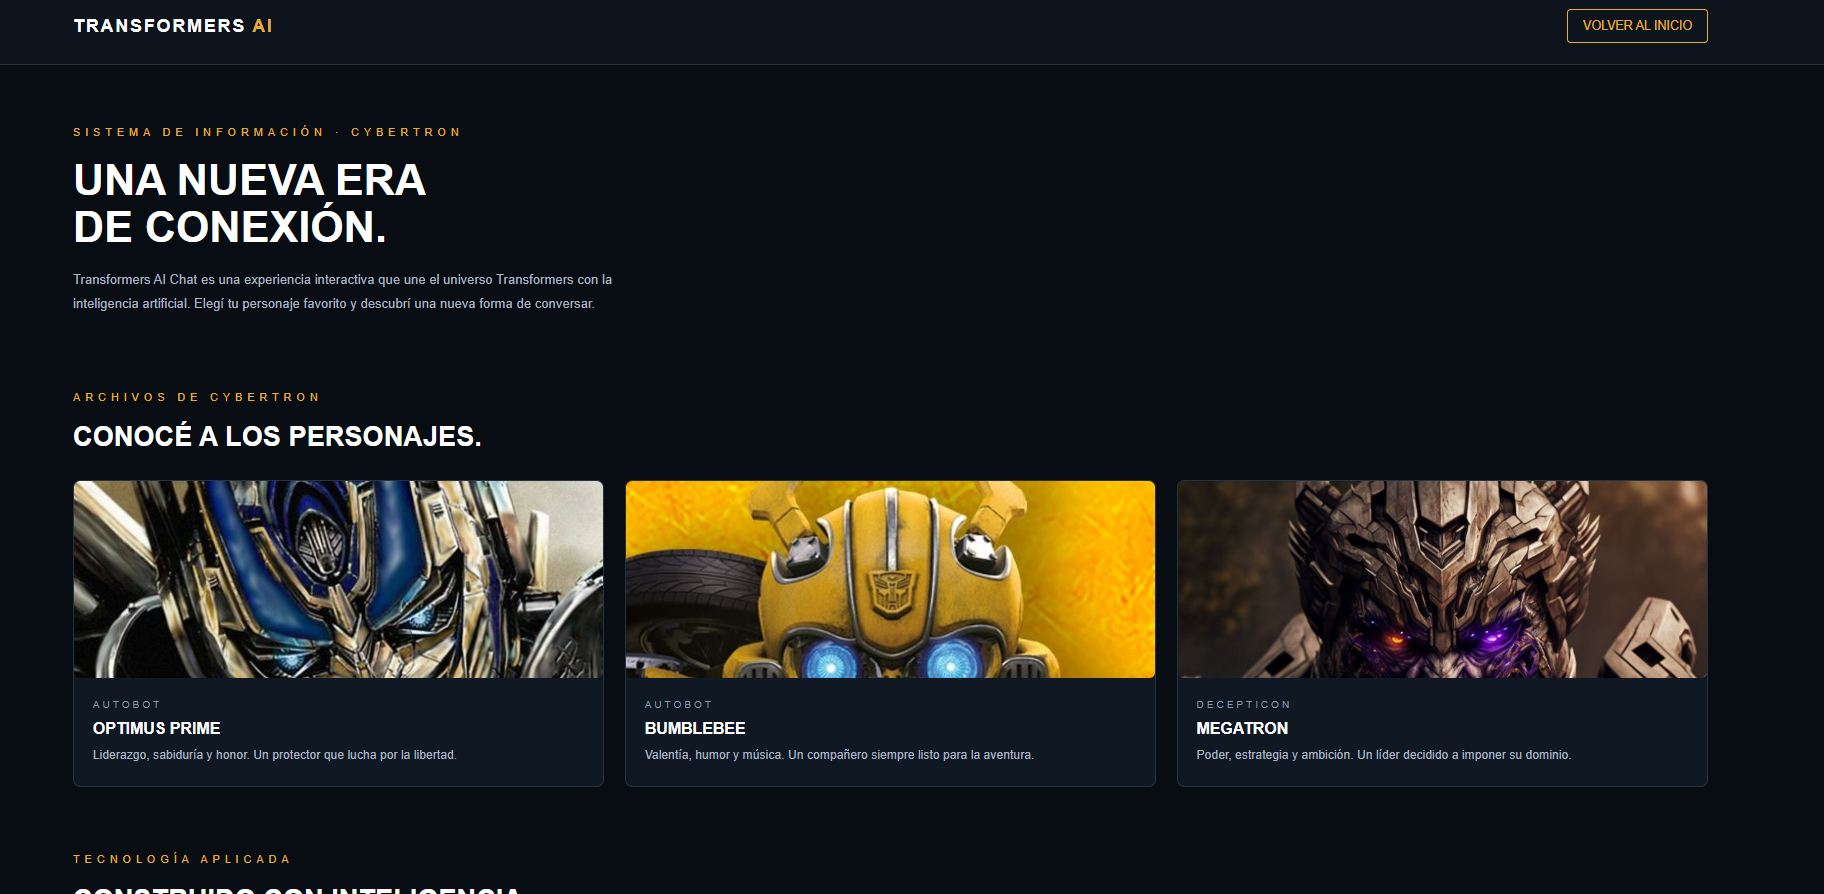 TRANSFORMERS AI
VOLVER AL INICIO
SISTEMA DE INFORMACIÓN · CYBERTRON
UNA NUEVA ERA
DE CONEXIÓN.
Transformers AI Chat es una experiencia interactiva que une el universo Transformers con la
inteligencia artificial. Elegí tu personaje favorito y descubrí una nueva forma de conversar.
ARCHIVOS DE CYBERTRON
CONOCÉ A LOS PERSONAJES.
AUTOBOT
OPTIMUS PRIME
Liderazgo, sabiduría y honor. Un protector que lucha por la libertad.
AUTOBOT
BUMBLEBEE
Valentía, humor y música. Un compañero siempre listo para la aventura.
DECEPTICON
MEGATRON
Poder, estrategia y ambición. Un líder decidido a imponer su dominio.
TECNOLOGÍA APLICADA
CONSTRUIDO CON INTELIGENCIA